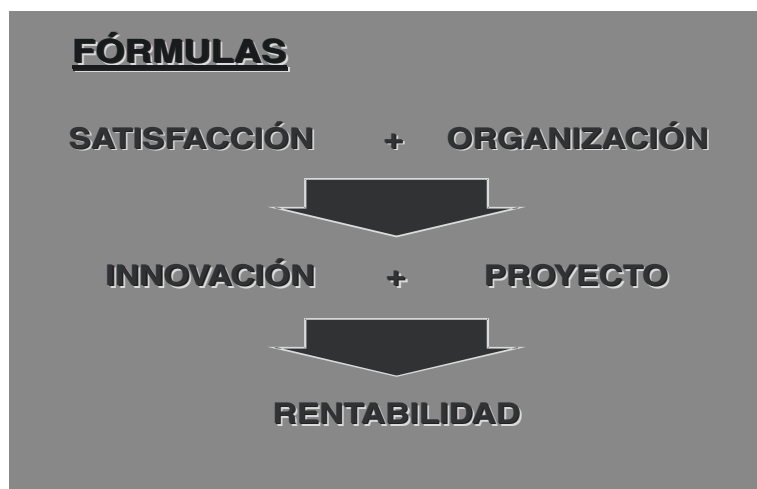 FÓRMULAS
SATISFACCIÓN + ORGANIZACIÓN
INNOVACIÓN + PROYECTO
RENTABILIDAD